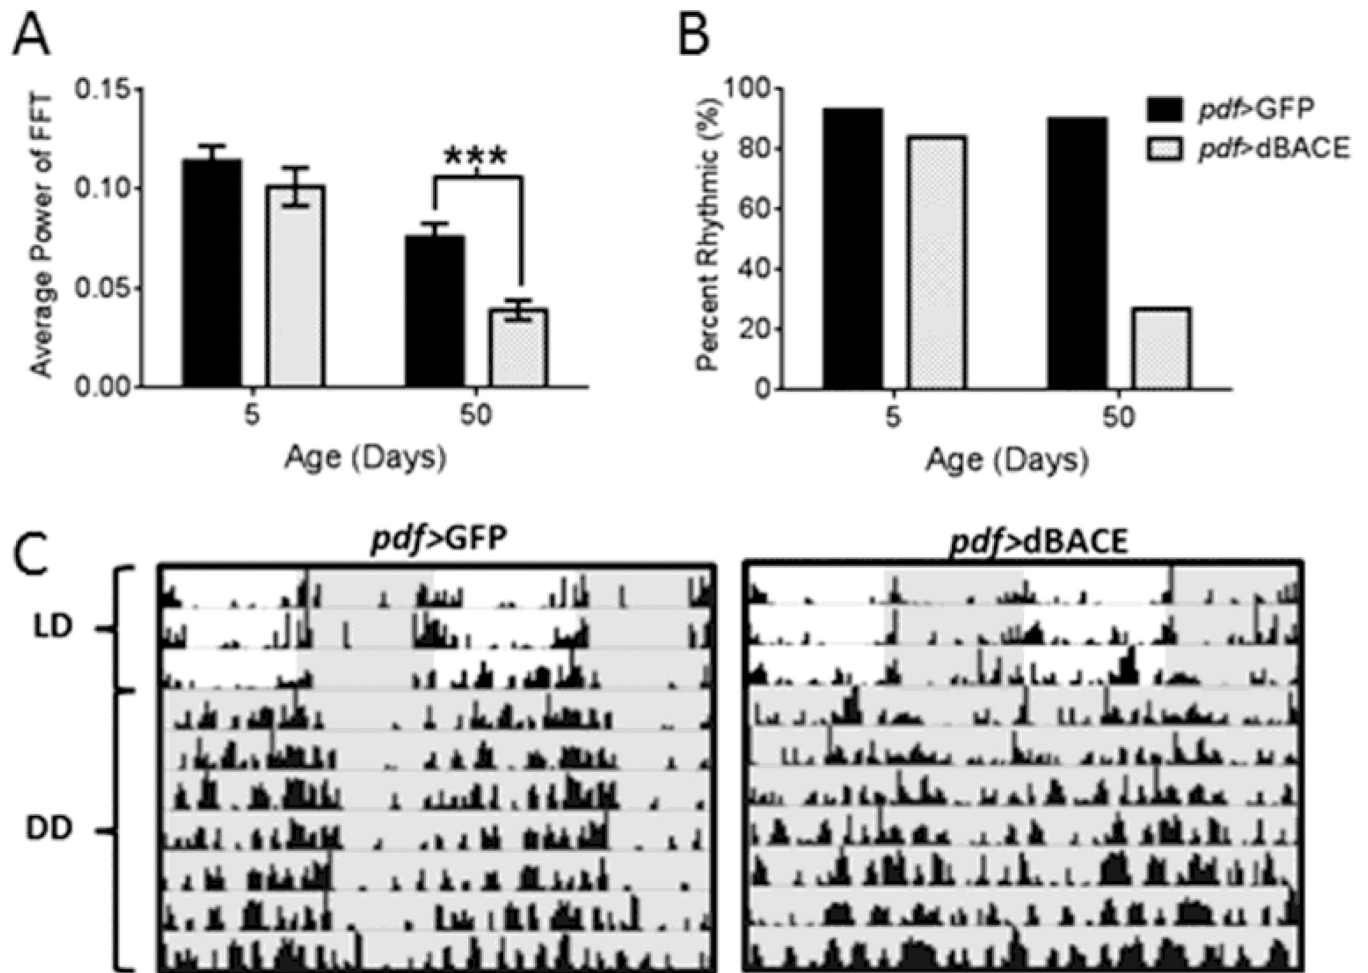 A
Average Power of FFT
0.15
0.10
0.05
0.00
***
5
50
Age (Days)
B
Percent Rhythmic (%)
100
80
60
40
20
0
5
50
Age (Days)
pdf>GFP
pdf>dBACE
C
pdf>GFP
pdf>dBACE
LD
DD